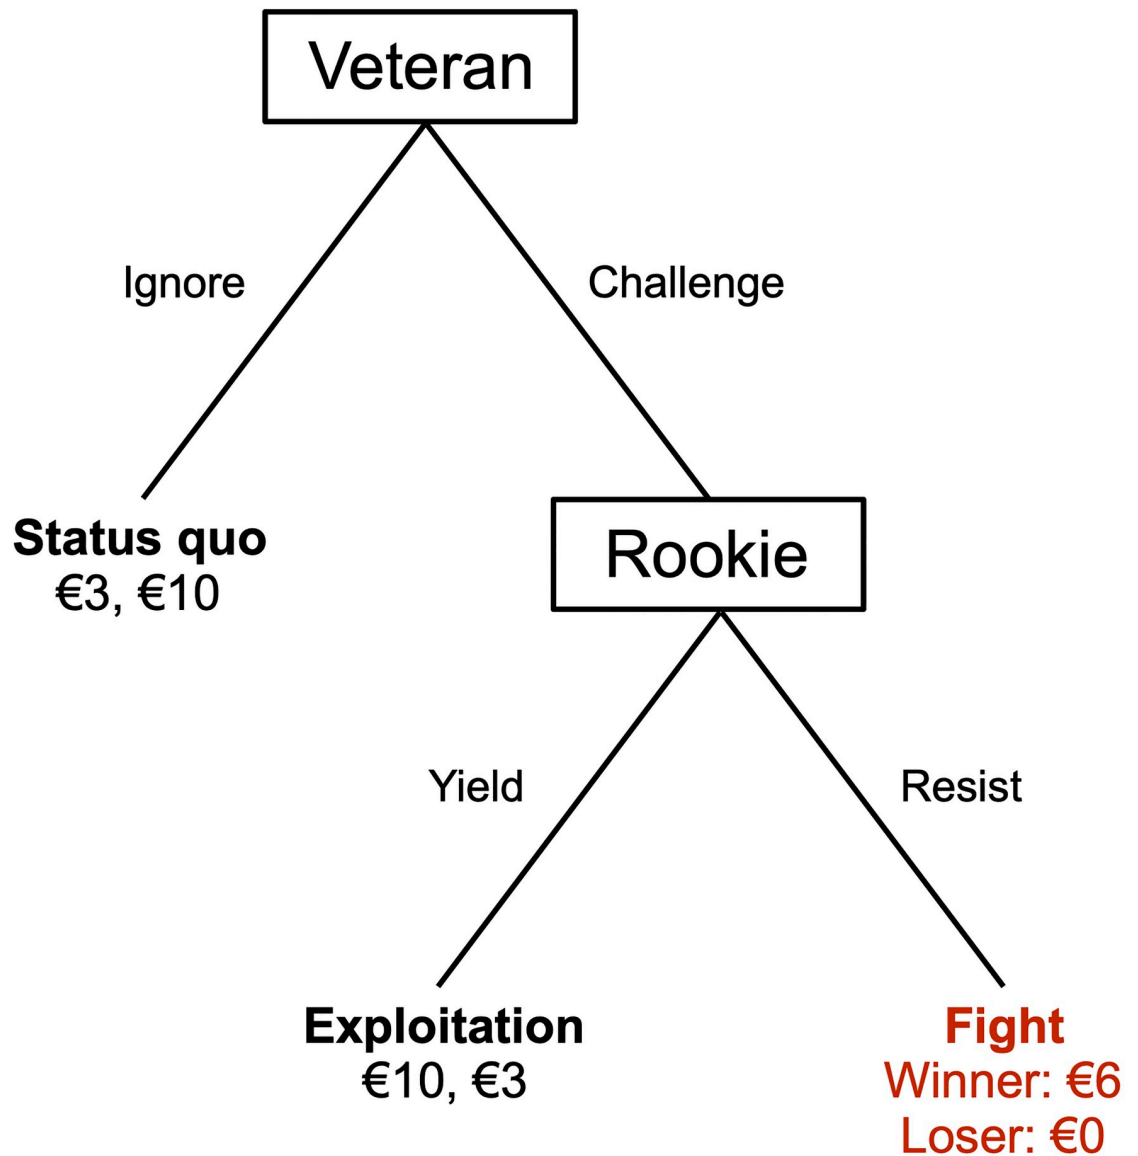 Veteran
Ignore
Challenge
Status quo
€3, €10
Rookie
Yield
Resist
Exploitation
€10, €3
Fight
Winner: €6
Loser: €0